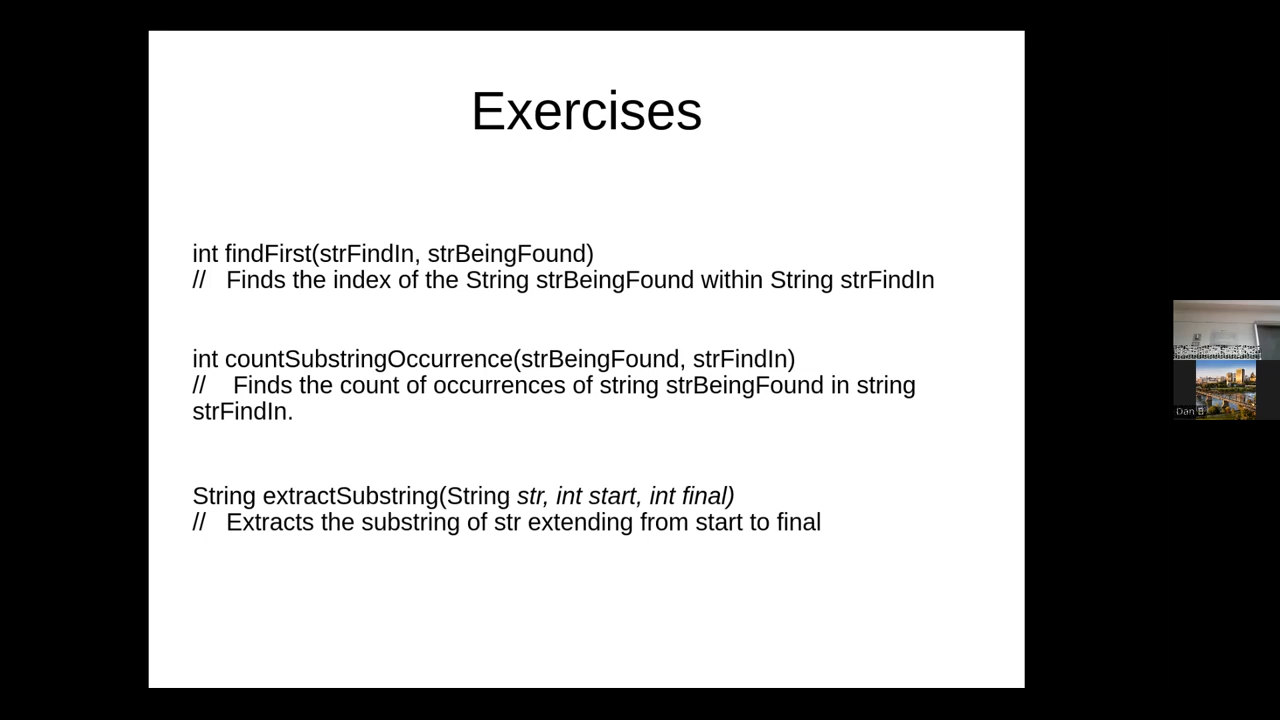 Exercises
int findFirst(strFindIn, strBeingFound)
// Finds the index of the String strBeingFound within String strFindIn
int countSubstringOccurrence(strBeingFound, strFindIn)
// Finds the count of occurrences of string strBeingFound in string
strFindIn.
String extractSubstring(String str, int start, int final)
// Extracts the substring of str extending from start to final
Dan B